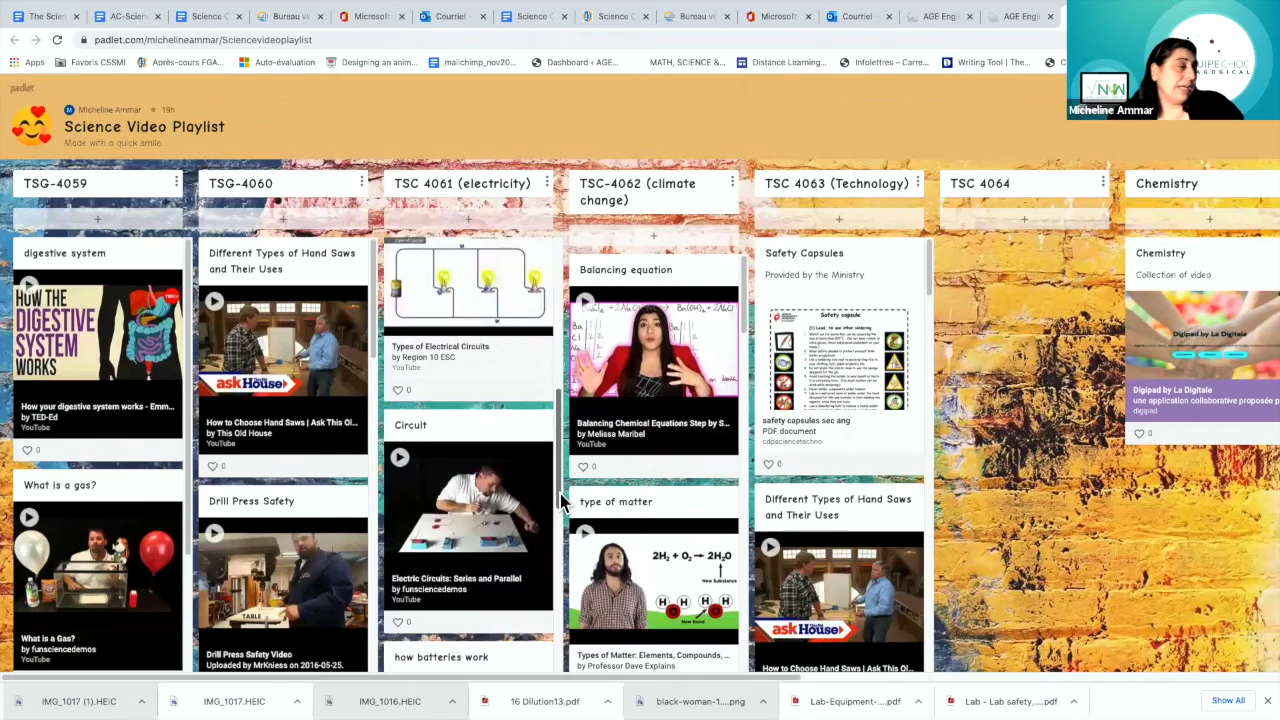 The Scien
AC-Scien
Science C
Bureau vi
Microsoft
Courriel -
Science C
Science C
Bureau vi
Microsoft
Courriel -
AGE Engl
AGE Engl
padlet.com/michelineammar/Sciencevideoplaylist
Apps
Favoris CSSMI
Après-cours FGA...
Auto-évaluation
Designing an anim...
mailchimp_nov20...
Dashboard ‹ AGE...
MATH, SCIENCE &...
Distance Learning...
Infolettres – Carre...
Writing Tool | The...
QUIPECHOC
AGOGICAL
Micheline Ammar
padlet
Micheline Ammar • 19h
Science Video Playlist
Made with a quick smile
TSG-4059
TSG-4060
TSC 4061 (electricity)
TSC-4062 (climate
change)
TSC 4063 (Technology)
TSC 4064
Chemistry
digestive system
HOW THE
DIGESTIVE
SYSTEM
WORKS
How your digestive system works - Emm...
by TED-Ed
YouTube
0
What is a gas?
What is a Gas?
by funsciencedemos
Different Types of Hand Saws
and Their Uses
ask House
How to Choose Hand Saws | Ask This Ol...
by This Old House
YouTube
0
Drill Press Safety
TABLE
Drill Press Safety Video
Uploaded by MrKniess on 2016-05-25.
Types of Electrical Circuits
by Region 10 ESC
YouTube
0
Circuit
Electric Circuits: Series and Parallel
by funsciencedemos
YouTube
0
how batteries work
Balancing equation
Balancing Chemical Equations Step by S...
by Melissa Maribel
YouTube
0
type of matter
2H₂ + O₂ → 2H₂O
New Substance
H H H H
New Bond
Types of Matter: Elements, Compounds, ...
by Professor Dave Explains
Safety Capsules
Provided by the Ministry
Safety capsule
safety capsules sec ang
PDF document
cdpsciencetechno
0
Different Types of Hand Saws
and Their Uses
ask House
How to Choose Hand Saws | Ask This Ol...
Chemistry
Collection of video
Digipad by La Digitale
Digipad by La Digitale
une application collaborative proposée p
digipad
0
IMG_1017 (1).HEIC
IMG_1017.HEIC
IMG_1016.HEIC
16 Dilution13.pdf
black-woman-1....png
Lab-Equipment-....pdf
Lab - Lab safety,....pdf
Show All